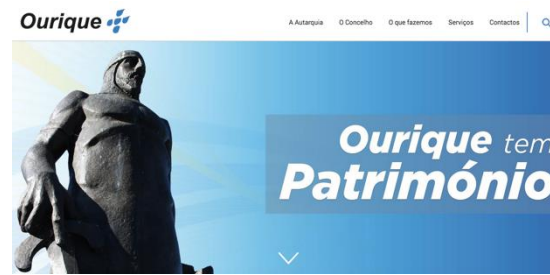 Ourique
A Autarquia O Concelho O que fazemos Serviços Contactos
Ourique tem
Património